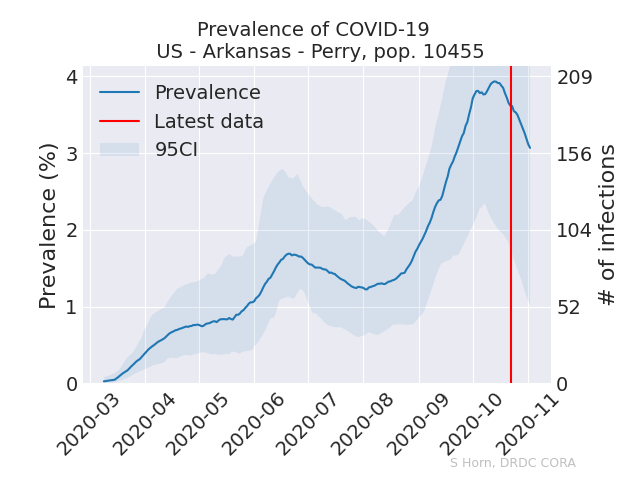 Prevalence of COVID-19
US - Arkansas - Perry, pop. 10455
Prevalence
Latest data
95CI
Prevalence (%)
4
3
2
1
0
209
156
104
52
0
# of infections
2020-03
2020-04
2020-05
2020-06
2020-07
2020-08
2020-09
2020-10
2020-11
S Horn, DRDC CORA